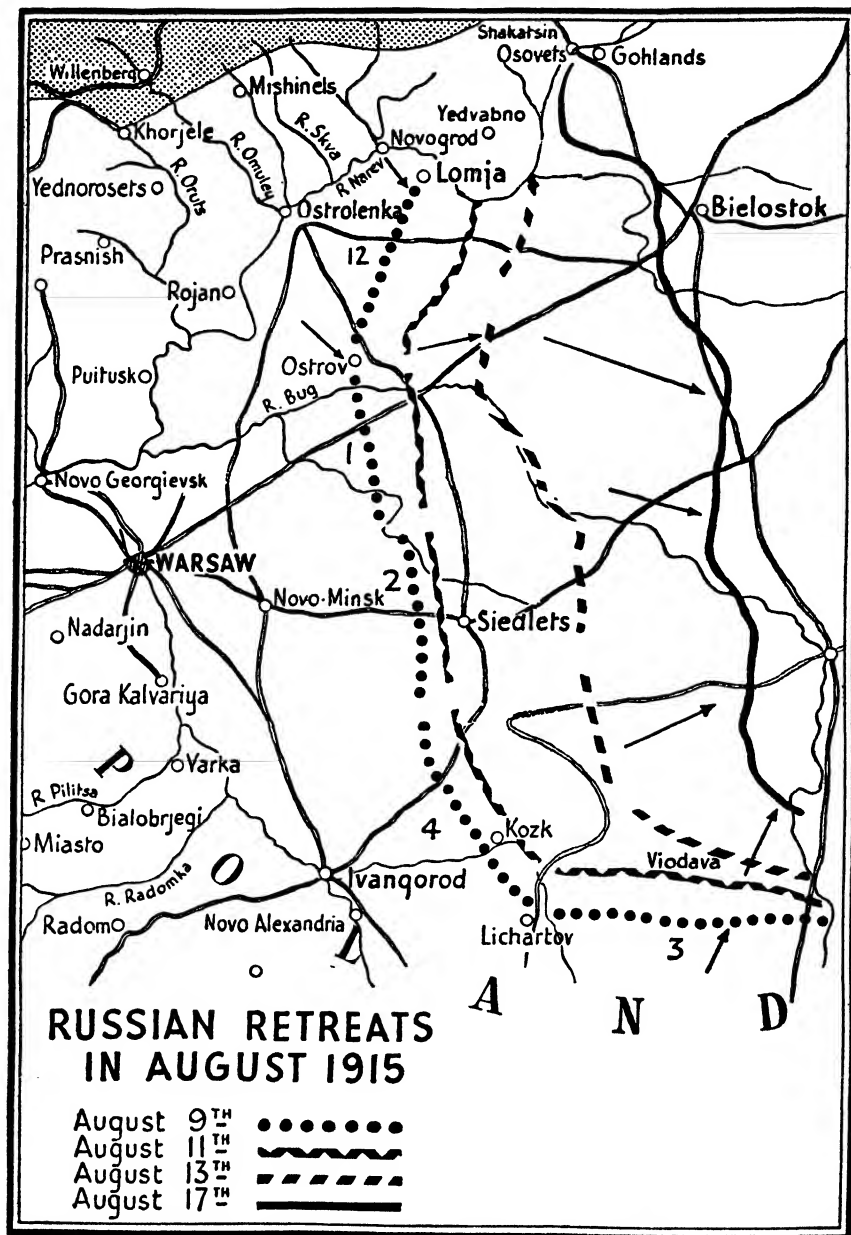 Shakatsin
Osovets
Gohlands
Willenberg
Mishinels
Yedvabno
Khorjele
R. Skva
Novogrod
R. Omuley
R. Oruts
R. Narev
Lomja
Yednorosets
Ostrolenka
Bielostok
Prasnish
12
Rojan
Ostrov
Puitusk
R. Bug
1
Novo Georgievsk
WARSAW
2
Novo-Minsk
Siedlets
Nadarjin
Gora Kalvariya
P
Varka
R Pilitsa
Bialobrjegi
4
Kozk
Miasto
Viodava
O
Ivangorod
R. Radomka
Radom
Novo Alexandria
L
Lichartov
3
A
N
D
RUSSIAN RETREATS
IN AUGUST 1915
August 9TH
August 11TH
August 13TH
August 17TH